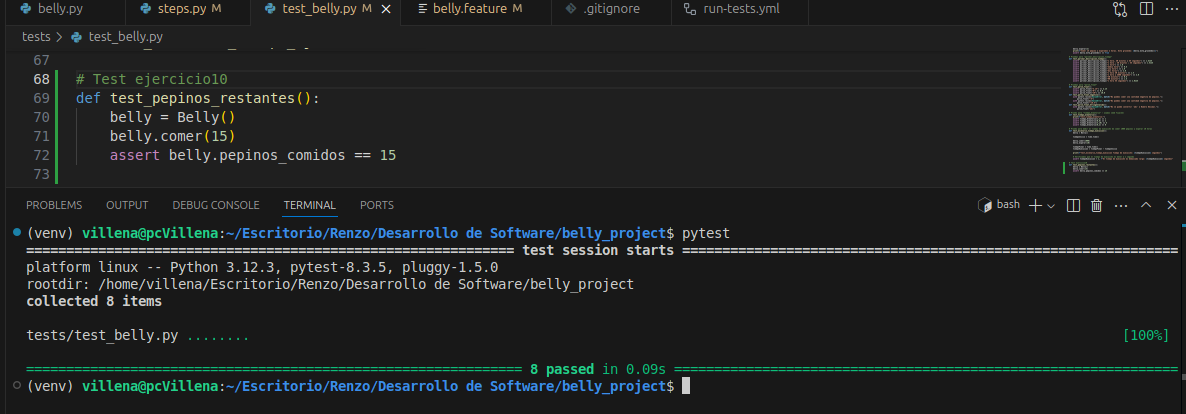 belly.py steps.py M test_belly.py M belly.feature M .gitignore run-tests.yml
tests > test_belly.py
67
68 # Test ejercicio10
69 def test_pepinos_restantes():
70     belly = Belly()
71     belly.comer(15)
72     assert belly.pepinos_comidos == 15
73
PROBLEMS OUTPUT DEBUG CONSOLE TERMINAL PORTS bash
(venv) villena@pcVillena:~/Escritorio/Renzo/Desarrollo de Software/belly_project$ pytest
test session starts
platform linux -- Python 3.12.3, pytest-8.3.5, pluggy-1.5.0
rootdir: /home/villena/Escritorio/Renzo/Desarrollo de Software/belly_project
collected 8 items
tests/test_belly.py ........ [100%]
8 passed in 0.09s
(venv) villena@pcVillena:~/Escritorio/Renzo/Desarrollo de Software/belly_project$